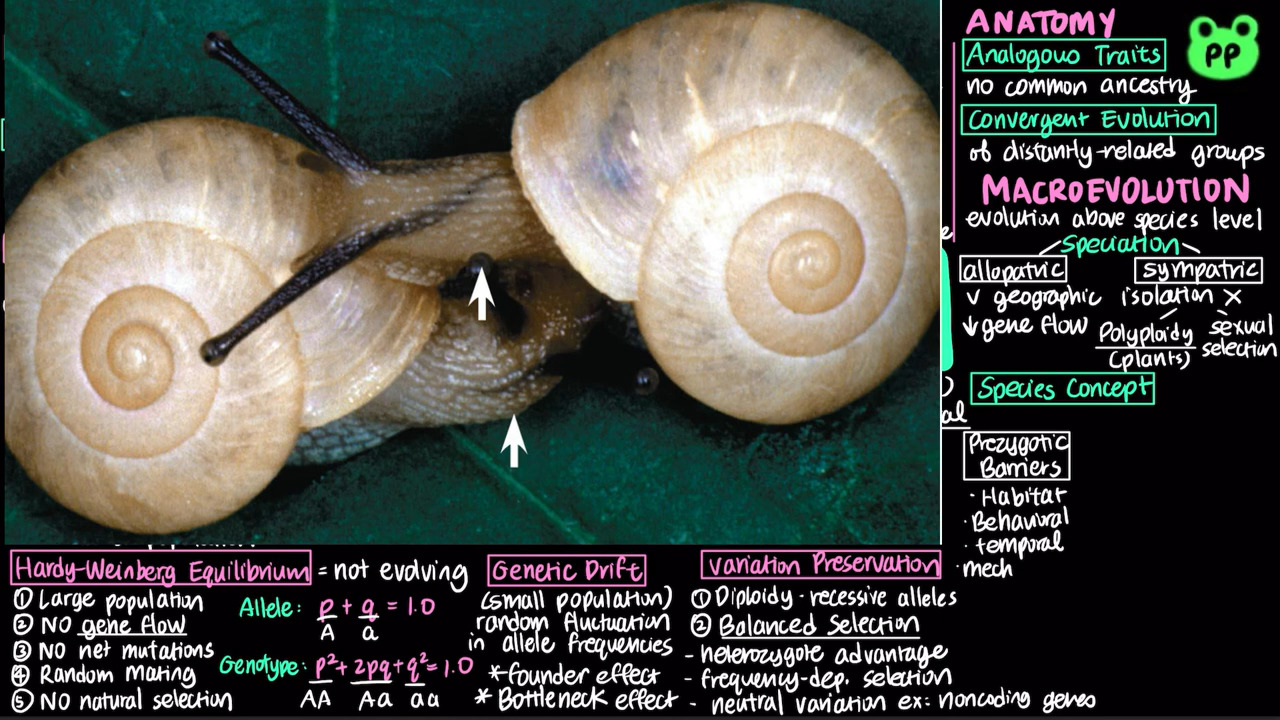 ANATOMY
PP
Analogous Traits
no common ancestry
Convergent Evolution
of distantly-related groups
MACROEVOLUTION
evolution above species level
Speciation
allopatric
v geographic
↓ gene flow
sympatric
isolation X
Polyploidy
(plants)
sexual
selection
Species Concept
Prezygotic
Barriers
· Habitat
· Behavioral
· temporal
· mech
Hardy-Weinberg Equilibrium = not evolving
① Large population
② NO gene flow
③ NO net mutations
④ Random mating
⑤ NO natural selection
Allele: p + q = 1.0
A a
Genotype: p² + 2pq + q² = 1.0
AA Aa aa
Genetic Drift
(small population)
random fluctuation
in allele frequencies
* founder effect
* Bottleneck effect
Variation Preservation
① Diploidy - recessive alleles
② Balanced Selection
- heterozygote advantage
- frequency-dep. selection
- neutral variation ex: noncoding genes